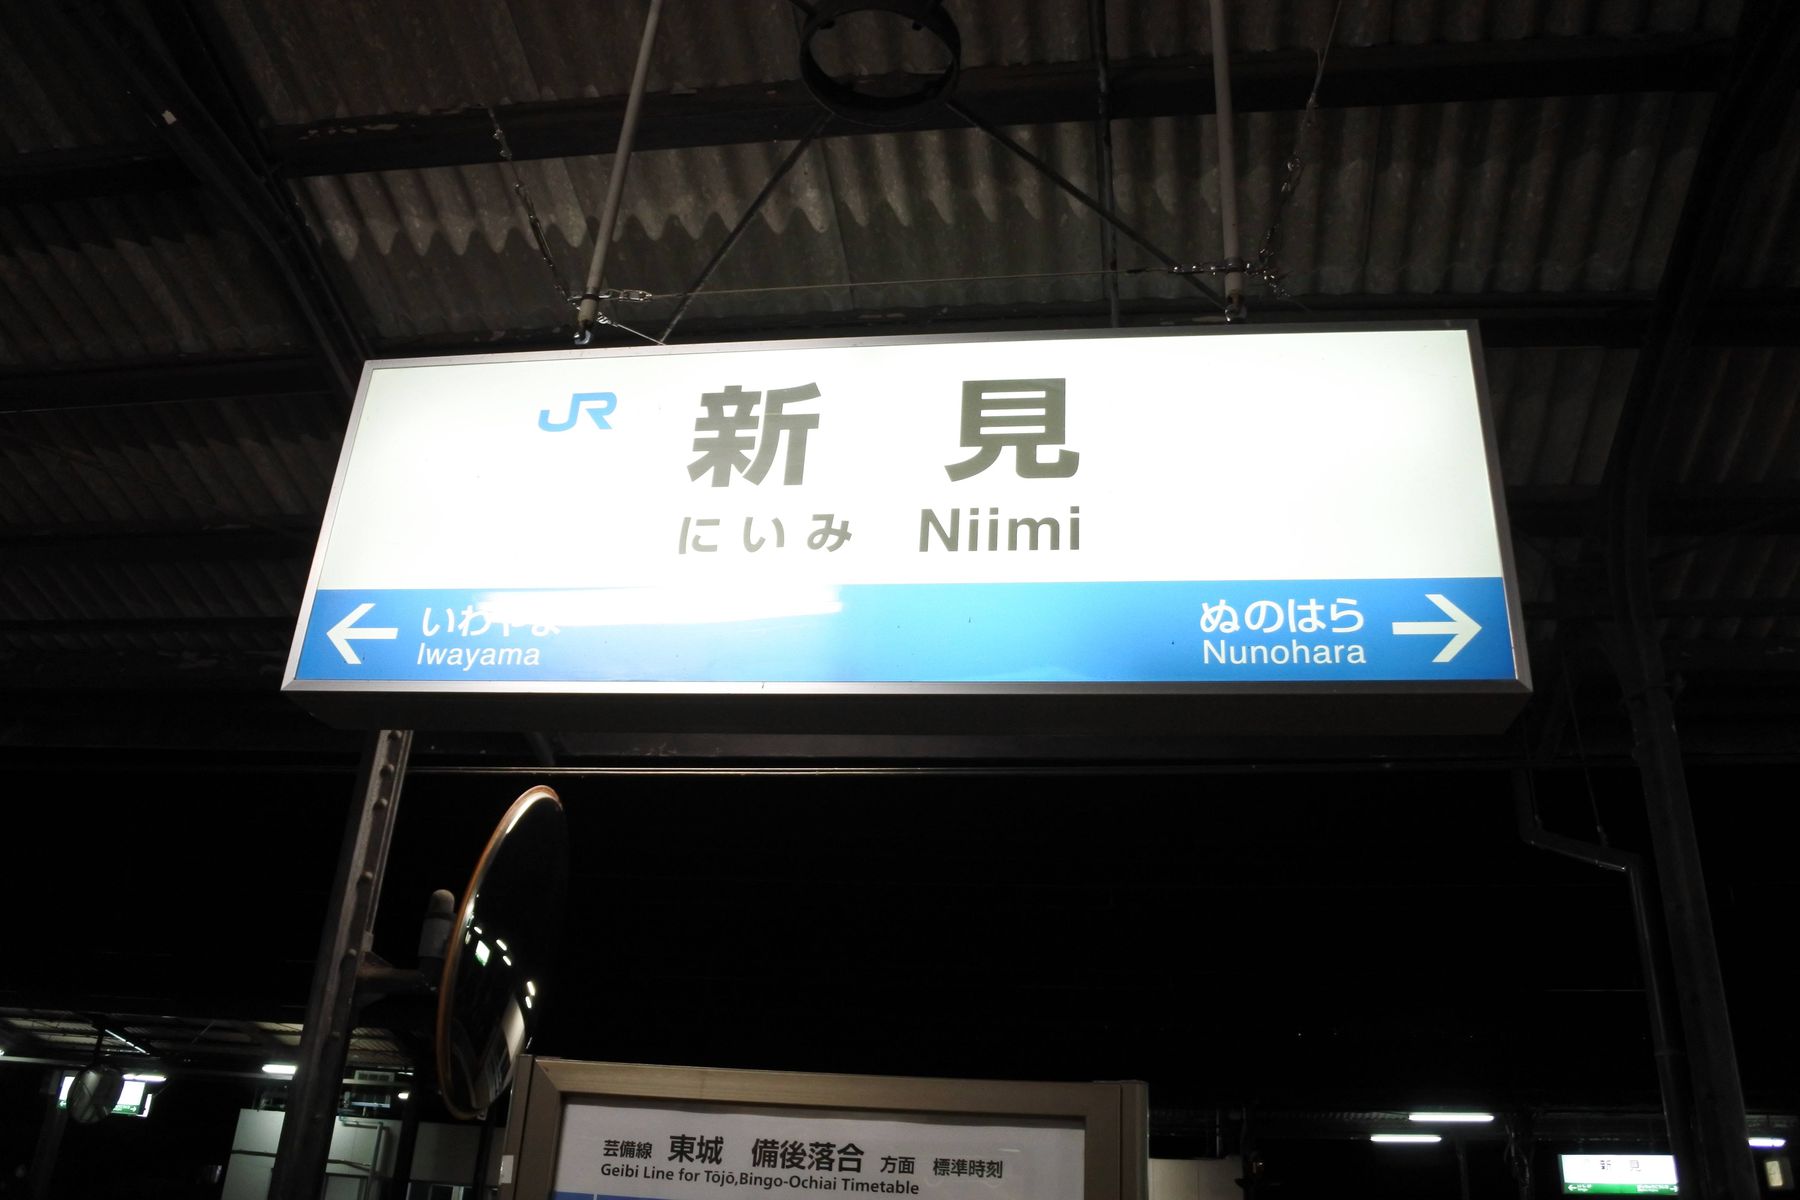 JR 新見
にいみ Niimi
← いわやま ぬのはら →
Iwayama Nunohara
芸備線 東城 備後落合 方面 標準時刻
Geibi Line for Tōjō,Bingo-Ochiai Timetable
新見